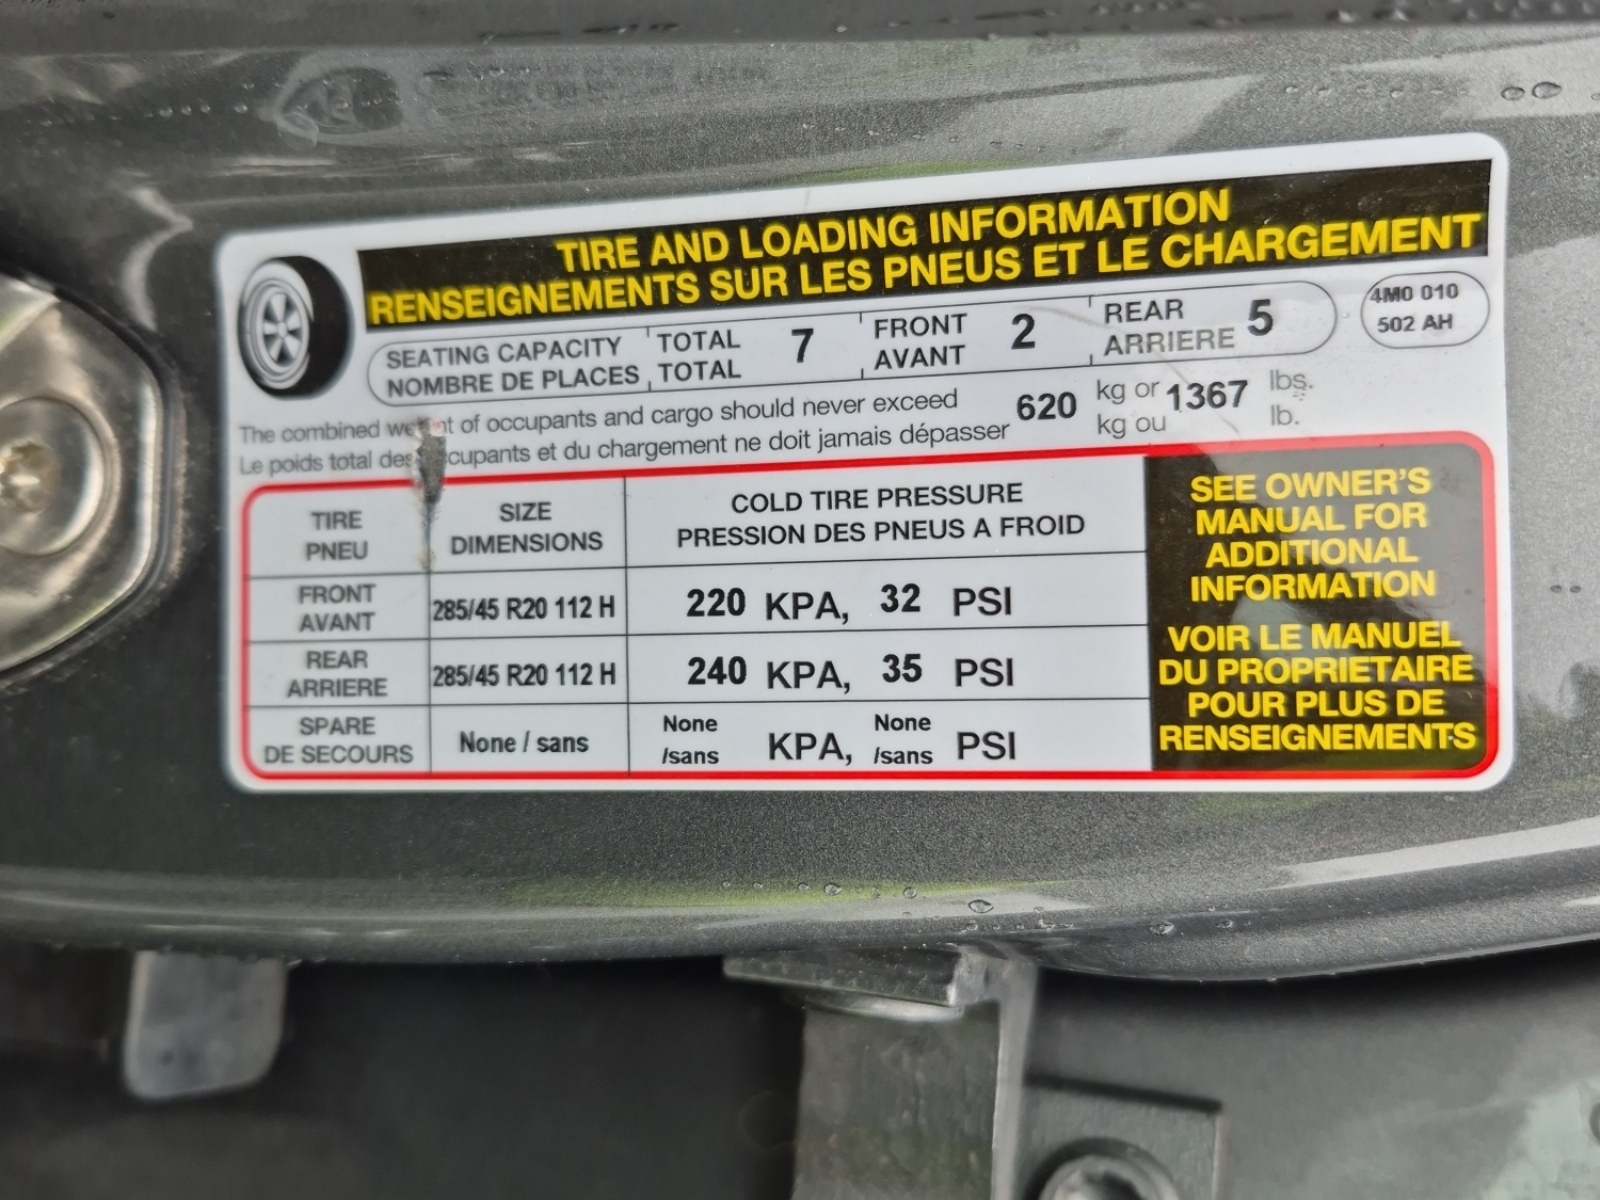 TIRE AND LOADING INFORMATION
RENSEIGNEMENTS SUR LES PNEUS ET LE CHARGEMENT
SEATING CAPACITY TOTAL 7 FRONT 2 REAR 5
NOMBRE DE PLACES TOTAL AVANT ARRIERE
4M0 010
502 AH
The combined of occupants and cargo should never exceed 620 kg or 1367 lbs.
Le poids total et du chargement ne doit jamais dépasser kg ou lb.
TIRE SIZE COLD TIRE PRESSURE
PNEU DIMENSIONS PRESSION DES PNEUS A FROID
FRONT
AVANT 285/45 R20 112 H 220 KPA, 32 PSI
REAR
ARRIERE 285/45 R20 112 H 240 KPA, 35 PSI
SPARE None None
DE SECOURS None / sans /sans KPA, /sans PSI
SEE OWNER'S
MANUAL FOR
ADDITIONAL
INFORMATION
VOIR LE MANUEL
DU PROPRIETAIRE
POUR PLUS DE
RENSEIGNEMENTS